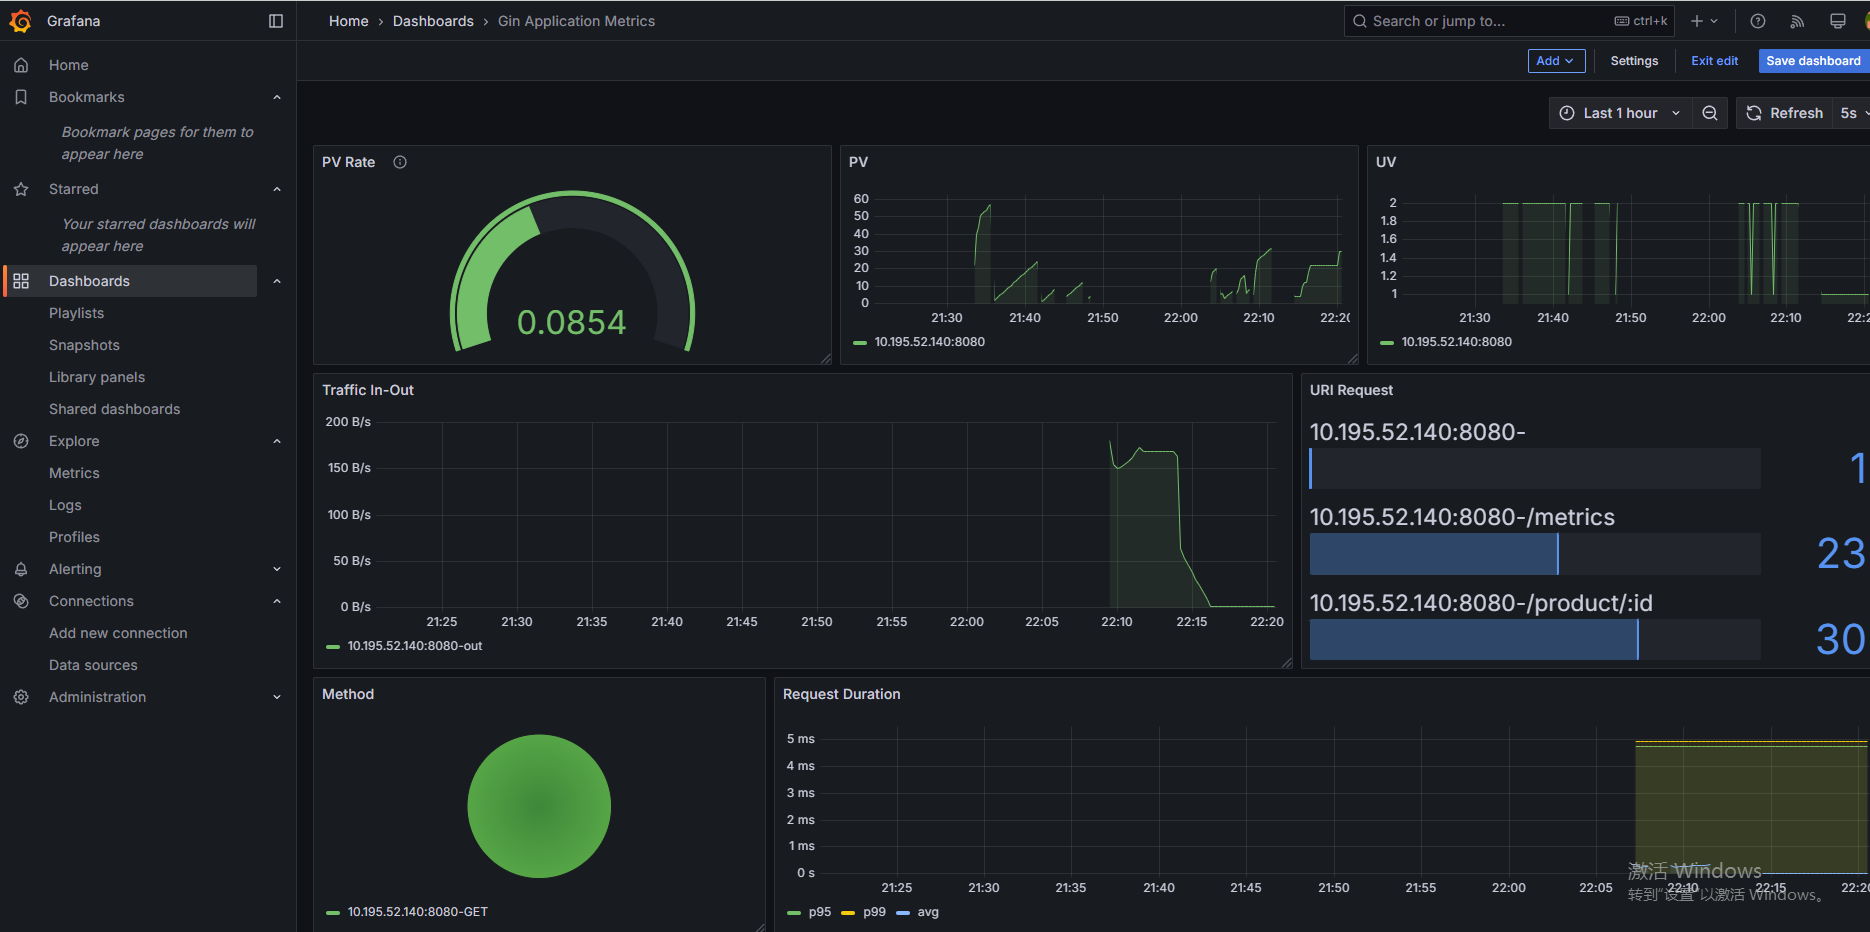 Grafana
Home › Dashboards › Gin Application Metrics
Search or jump to...
ctrl+k
Home
Bookmarks
Bookmark pages for them to
appear here
Starred
Your starred dashboards will
appear here
Dashboards
Playlists
Snapshots
Library panels
Shared dashboards
Explore
Metrics
Logs
Profiles
Alerting
Connections
Add new connection
Data sources
Administration
Add
Settings
Exit edit
Save dashboard
Last 1 hour
Refresh
5s
PV Rate
0.0854
PV
60
50
40
30
20
10
0
21:30 21:40 21:50 22:00 22:10 22:20
10.195.52.140:8080
UV
2
1.8
1.6
1.4
1.2
1
21:30 21:40 21:50 22:00 22:10 22:2
10.195.52.140:8080
Traffic In-Out
200 B/s
150 B/s
100 B/s
50 B/s
0 B/s
21:25 21:30 21:35 21:40 21:45 21:50 21:55 22:00 22:05 22:10 22:15 22:20
10.195.52.140:8080-out
URI Request
10.195.52.140:8080-
1
10.195.52.140:8080-/metrics
23
10.195.52.140:8080-/product/:id
30
Method
10.195.52.140:8080-GET
Request Duration
5 ms
4 ms
3 ms
2 ms
1 ms
0 s
21:25 21:30 21:35 21:40 21:45 21:50 21:55 22:00 22:05 22:10 22:15 22:20
p95 p99 avg
激活 Windows
转到"设置"以激活 Windows。